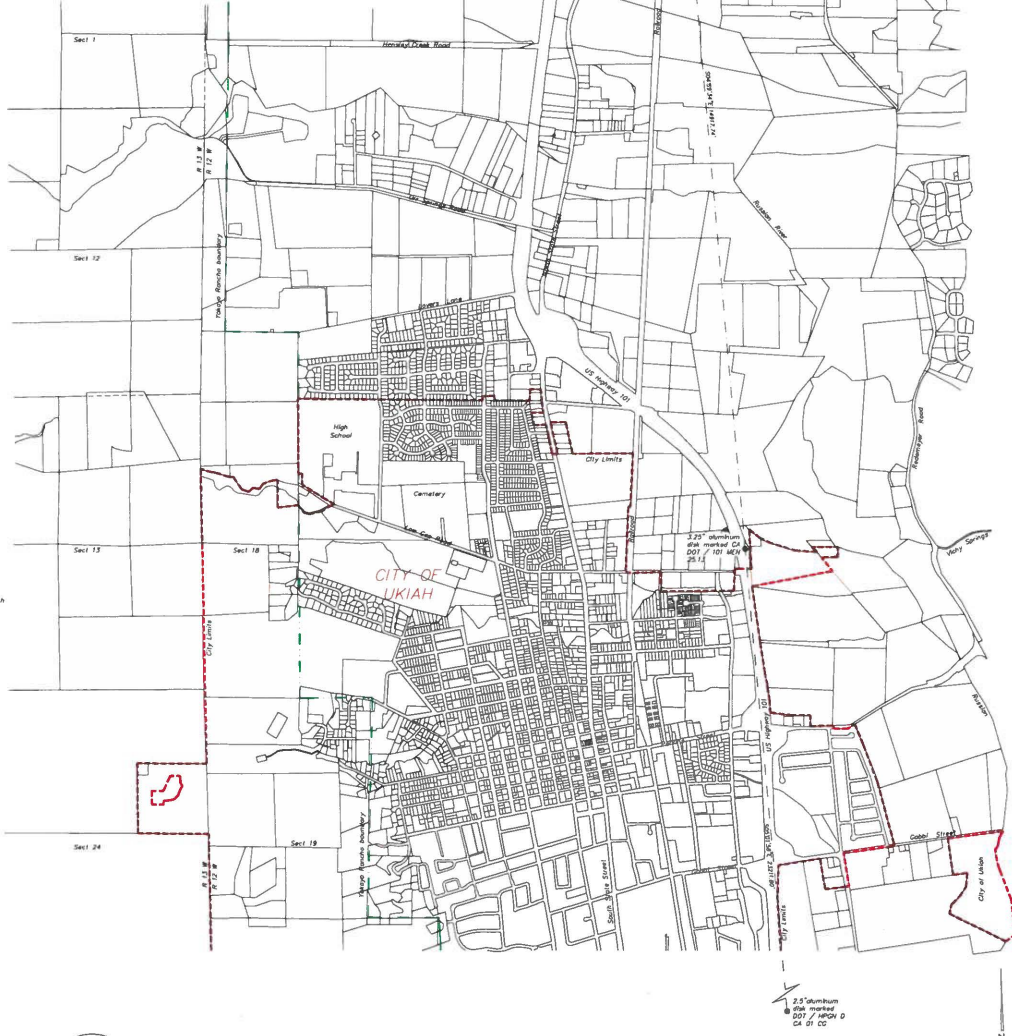 Sect 1
Hensley Creek Road
Railroad
R 13 W
R 12 W
Yokayo Rancho boundary
Sect 12
Lovers Lane
Russian
River
US Highway 101
Redemeyer Road
High
School
City Limits
Cemetery
Low Gap Road
Railroad
3.25" aluminum
disk marked CA
DOT / 101 MEN
25.13
Vichy Springs
Sect 13
Sect 18
CITY OF
UKIAH
City Limits
Russian
US Highway 101
Gobbi Street
Sect 24
Sect 19
R 13 W
R 12 W
Yokayo Rancho boundary
South State Street
City Limits
City of Ukiah
2.5" aluminum
disk marked
DOT / HPGN D
CA 01 CG